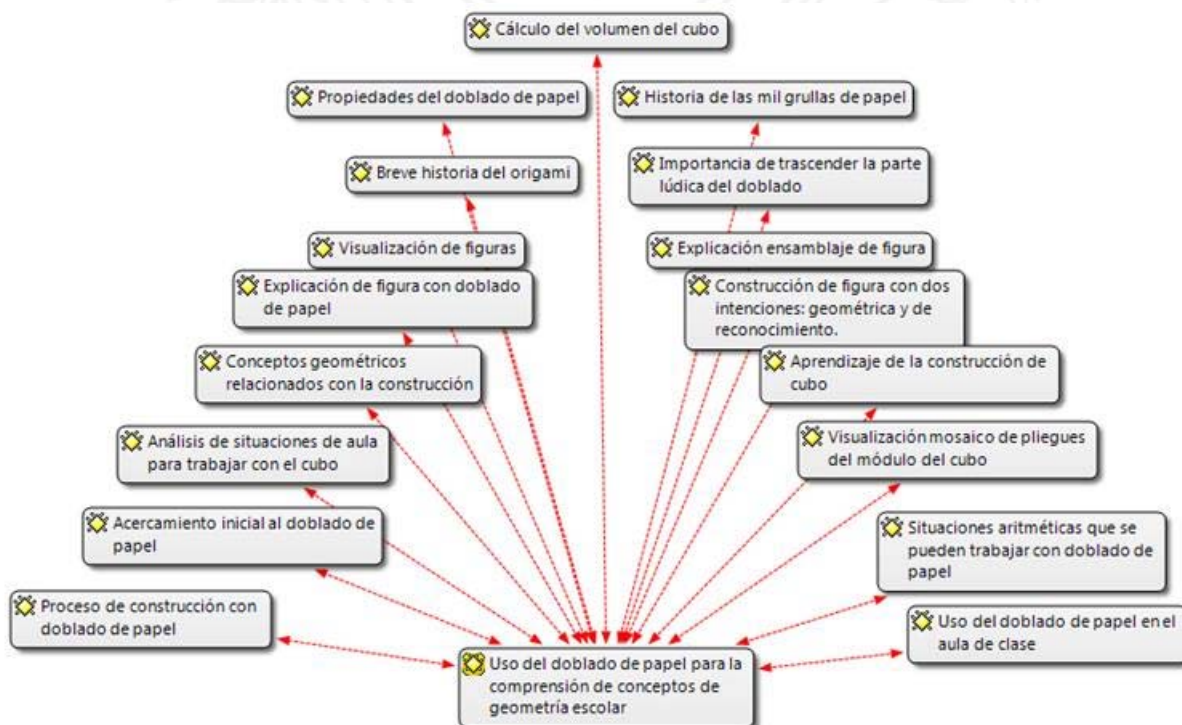 Cálculo del volumen del cubo
Propiedades del doblado de papel
Historia de las mil grullas de papel
Breve historia del origami
Importancia de trascender la parte
lúdica del doblado
Visualización de figuras
Explicación ensamblaje de figura
Explicación de figura con doblado
de papel
Construcción de figura con dos
intenciones: geométrica y de
reconocimiento.
Conceptos geométricos
relacionados con la construcción
Aprendizaje de la construcción de
cubo
Análisis de situaciones de aula
para trabajar con el cubo
Visualización mosaico de pliegues
del módulo del cubo
Acercamiento inicial al doblado de
papel
Situaciones aritméticas que se
pueden trabajar con doblado de
papel
Proceso de construcción con
doblado de papel
Uso del doblado de papel en el
aula de clase
Uso del doblado de papel para la
comprensión de conceptos de
geometría escolar